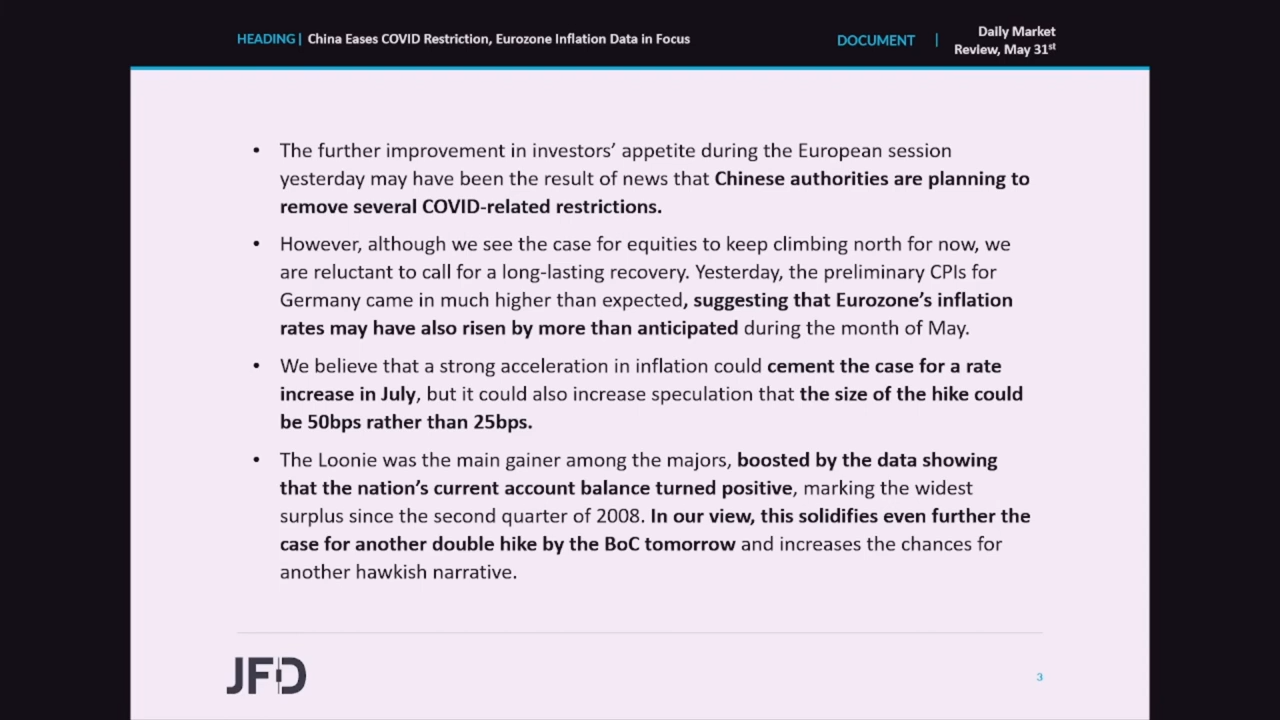 HEADING| China Eases COVID Restriction, Eurozone Inflation Data in Focus
DOCUMENT | Daily Market
Review, May 31st
• The further improvement in investors’ appetite during the European session
yesterday may have been the result of news that Chinese authorities are planning to
remove several COVID-related restrictions.
• However, although we see the case for equities to keep climbing north for now, we
are reluctant to call for a long-lasting recovery. Yesterday, the preliminary CPIs for
Germany came in much higher than expected, suggesting that Eurozone’s inflation
rates may have also risen by more than anticipated during the month of May.
• We believe that a strong acceleration in inflation could cement the case for a rate
increase in July, but it could also increase speculation that the size of the hike could
be 50bps rather than 25bps.
• The Loonie was the main gainer among the majors, boosted by the data showing
that the nation’s current account balance turned positive, marking the widest
surplus since the second quarter of 2008. In our view, this solidifies even further the
case for another double hike by the BoC tomorrow and increases the chances for
another hawkish narrative.
JFD
3